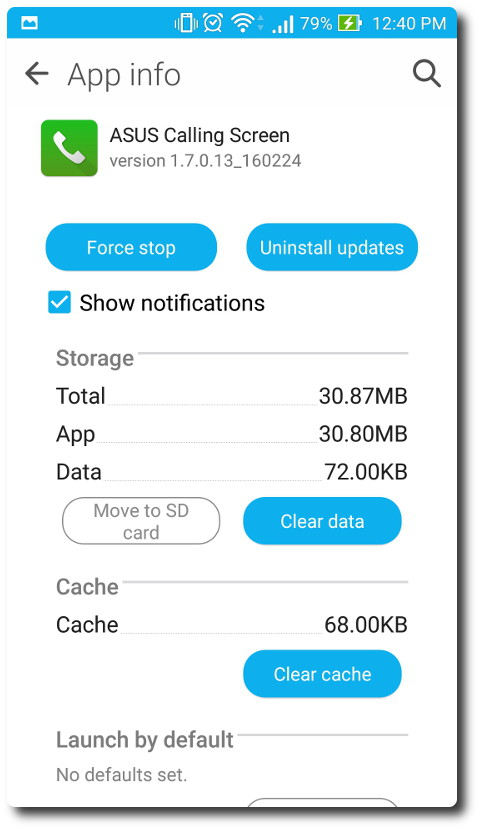 79% 12:40 PM
App info
ASUS Calling Screen
version 1.7.0.13_160224
Force stop Uninstall updates
Show notifications
Storage
Total 30.87MB
App 30.80MB
Data 72.00KB
Move to SD
card
Clear data
Cache
Cache 68.00KB
Clear cache
Launch by default
No defaults set.